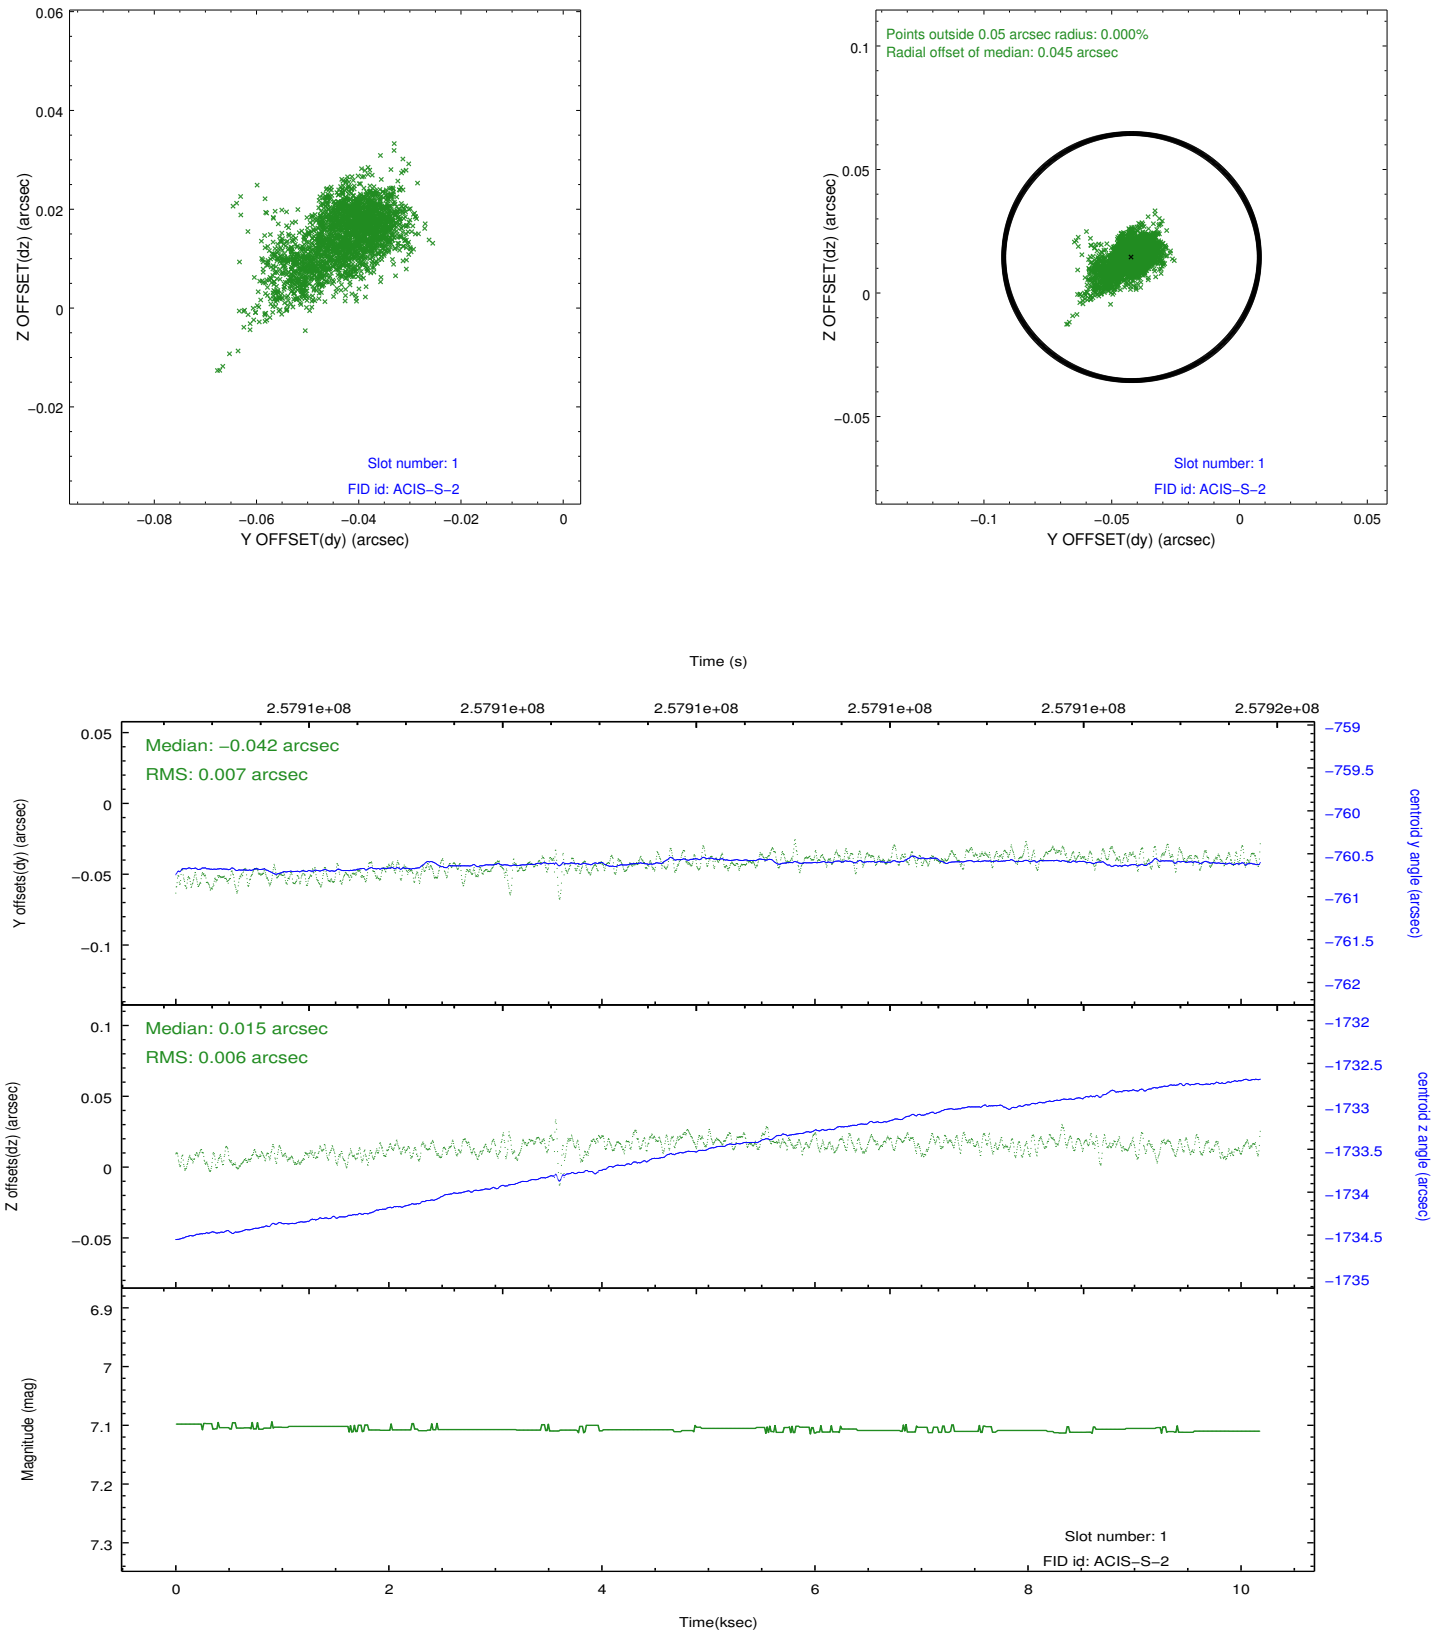 0.06
0.04
0.02
0
−0.02
Z OFFSET(dz) (arcsec)
Slot number: 1
FID id: ACIS−S−2
−0.08
−0.06
−0.04
−0.02
0
Y OFFSET(dy) (arcsec)
Points outside 0.05 arcsec radius: 0.000%
Radial offset of median: 0.045 arcsec
0.1
0.05
0
−0.05
Z OFFSET(dz) (arcsec)
Slot number: 1
FID id: ACIS−S−2
−0.1
−0.05
0
0.05
Y OFFSET(dy) (arcsec)
Time (s)
2.5791e+08
2.5791e+08
2.5791e+08
2.5791e+08
2.5791e+08
2.5792e+08
Median: −0.042 arcsec
RMS: 0.007 arcsec
0.05
0
−0.05
−0.1
Y offsets(dy) (arcsec)
−759
−759.5
−760
−760.5
−761
−761.5
−762
centroid y angle (arcsec)
Median: 0.015 arcsec
RMS: 0.006 arcsec
0.1
0.05
0
−0.05
Z offsets(dz) (arcsec)
−1732
−1732.5
−1733
−1733.5
−1734
−1734.5
−1735
centroid z angle (arcsec)
6.9
7
7.1
7.2
7.3
Magnitude (mag)
Slot number: 1
FID id: ACIS−S−2
0
2
4
6
8
10
Time(ksec)